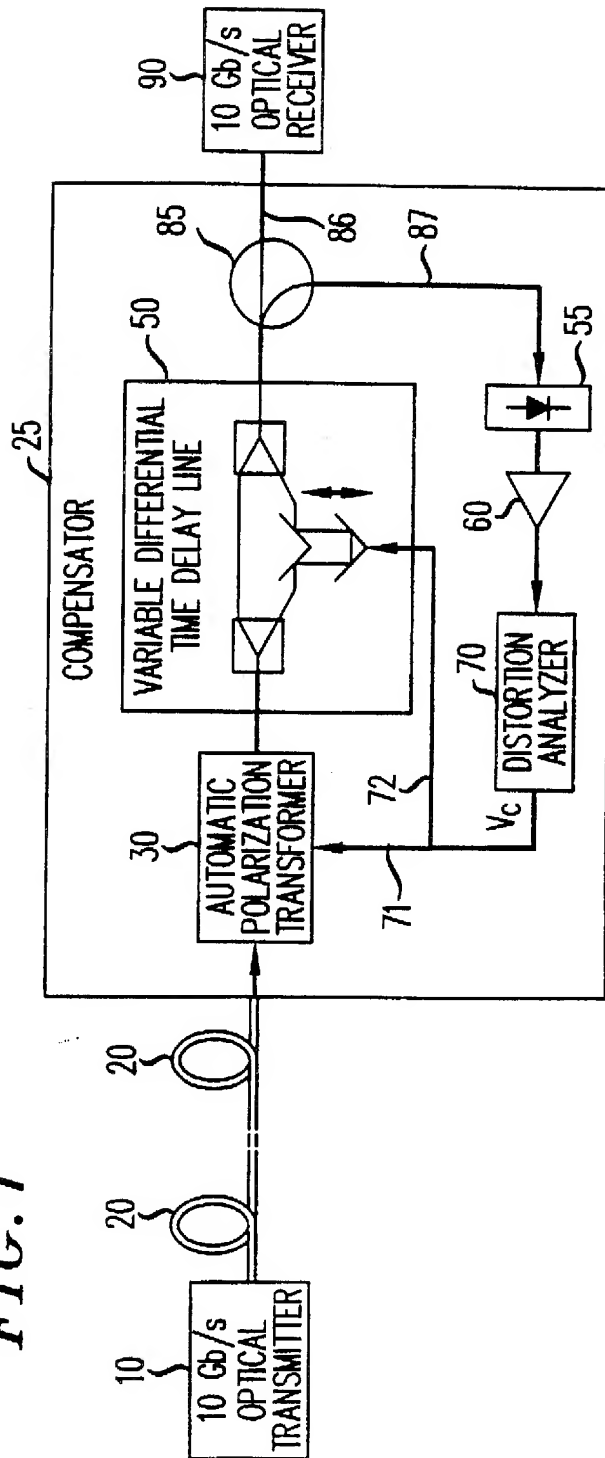 FIG. 1
10
10 Gb/s
OPTICAL
TRANSMITTER
20
20
25
COMPENSATOR
30
AUTOMATIC
POLARIZATION
TRANSFORMER
50
VARIABLE DIFFERENTIAL
TIME DELAY LINE
71
72
Vc
70
DISTORTION
ANALYZER
60
55
85
86
87
90
10 Gb/s
OPTICAL
RECEIVER